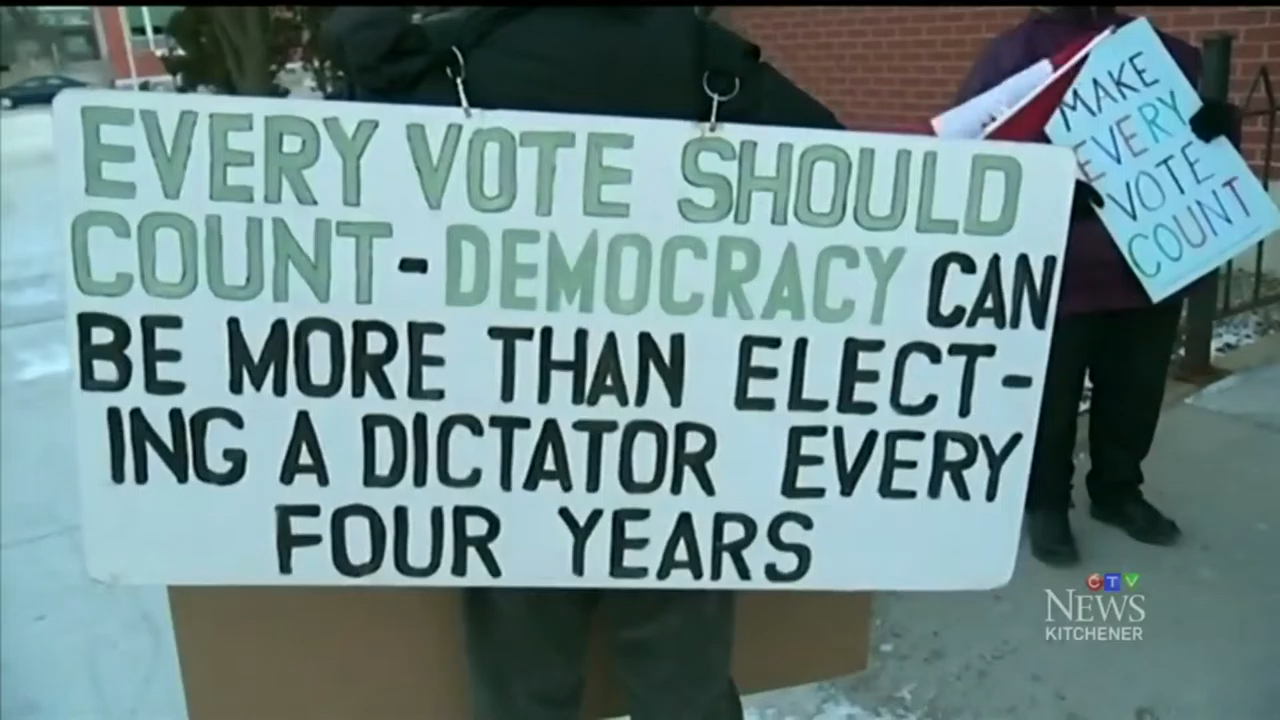 EVERY VOTE SHOULD
COUNT-DEMOCRACY CAN
BE MORE THAN ELECT-
ING A DICTATOR EVERY
FOUR YEARS
MAKE
EVERY
VOTE
COUNT
CTV
NEWS
KITCHENER